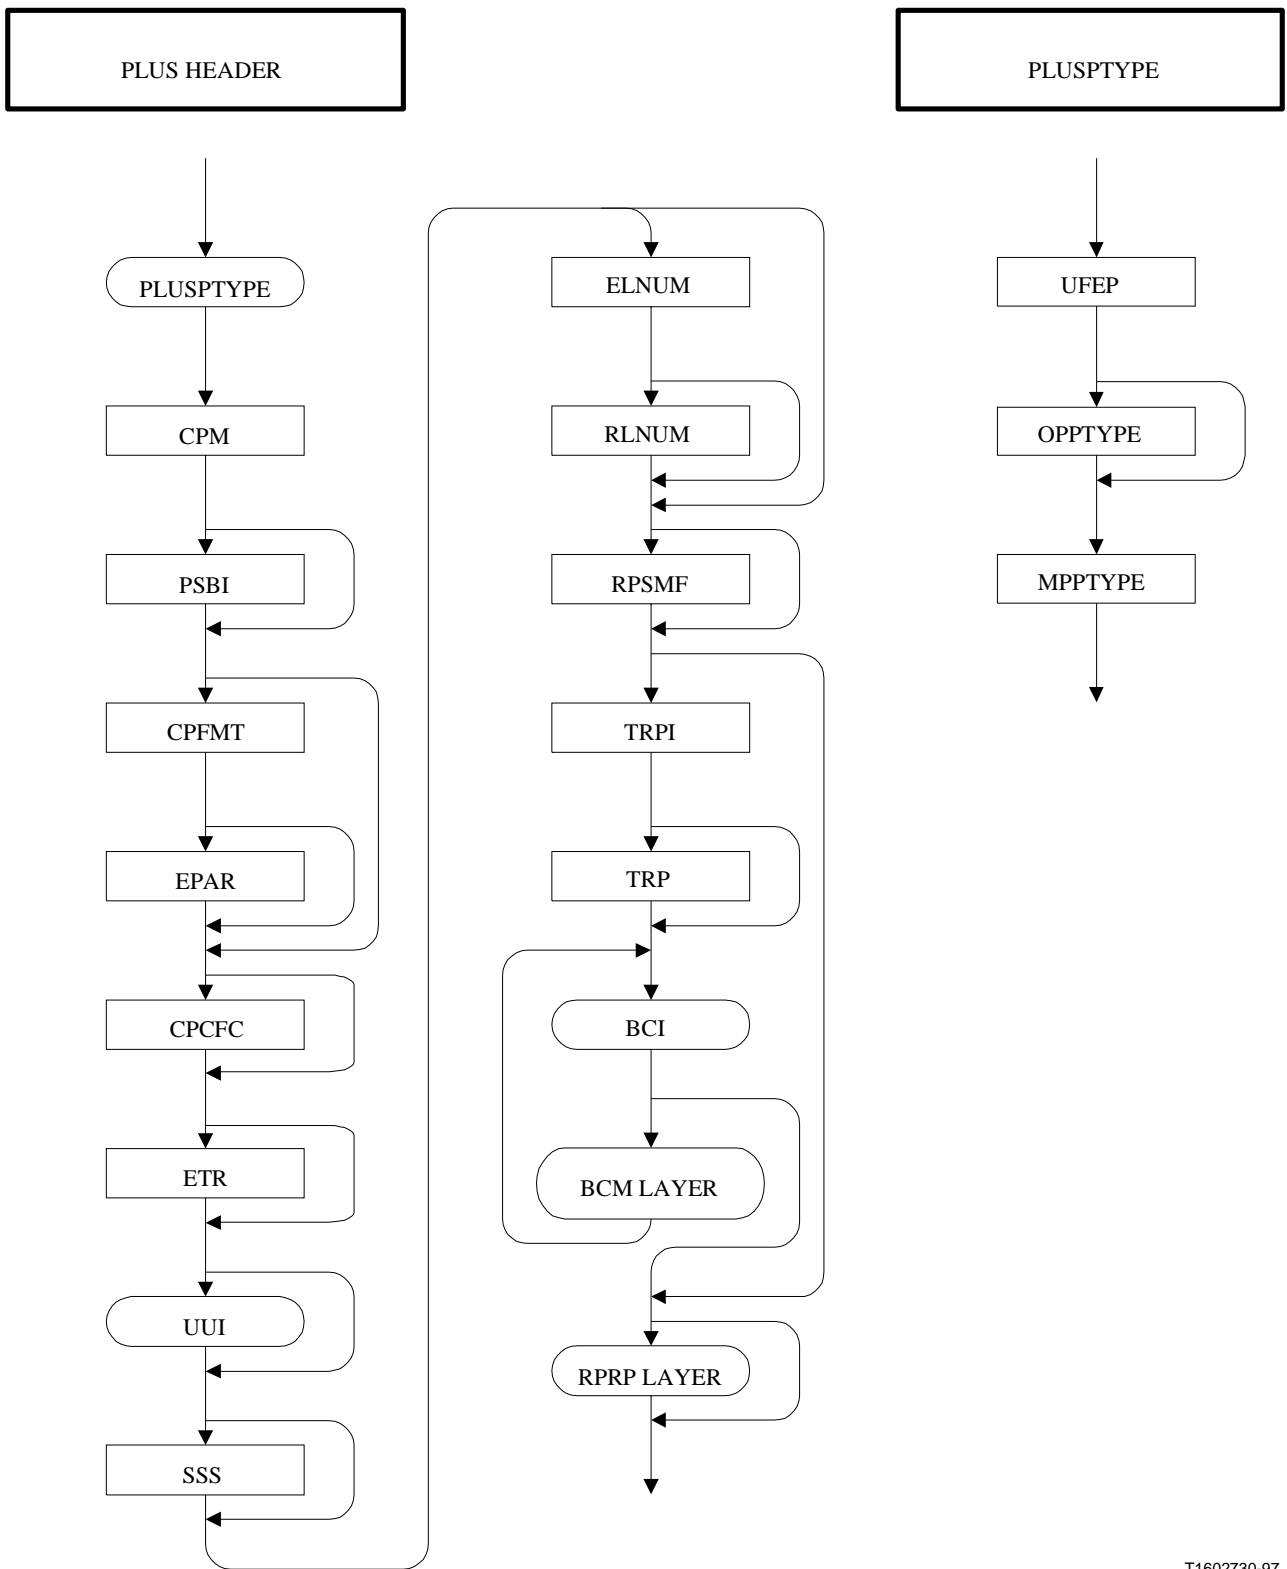 PLUS HEADER
PLUSPTYPE
CPM
PSBI
CPFMT
EPAR
CPCFC
ETR
UUI
SSS
ELNUM
RLNUM
RPSMF
TRPI
TRP
BCI
BCM LAYER
RPRP LAYER
PLUSPTYPE
UFEP
OPPTYPE
MPPTYPE
T1602730-97